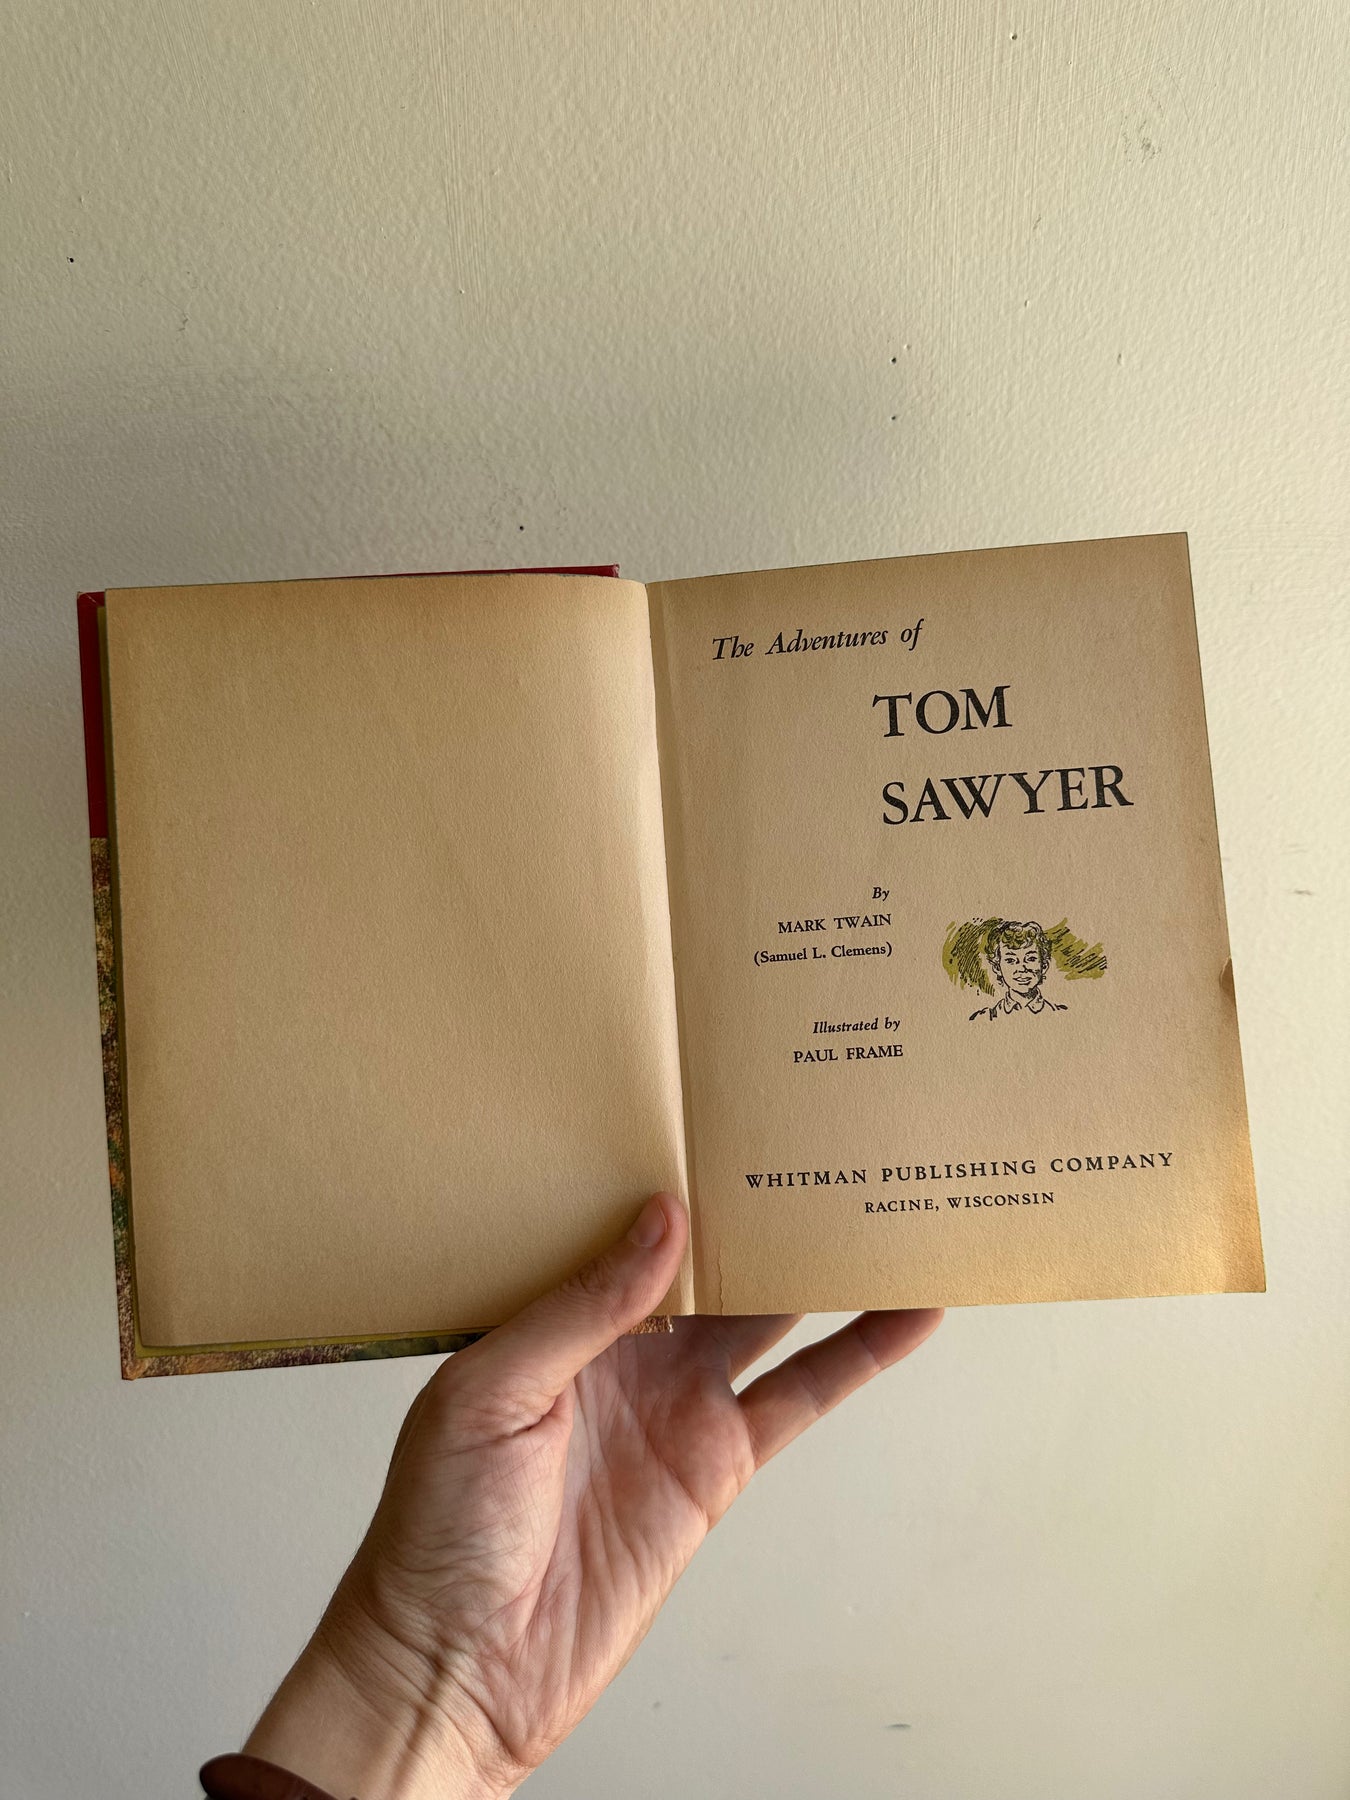 The Adventures of
TOM
SAWYER
By
MARK TWAIN
(Samuel L. Clemens)
Illustrated by
PAUL FRAME
WHITMAN PUBLISHING COMPANY
RACINE, WISCONSIN